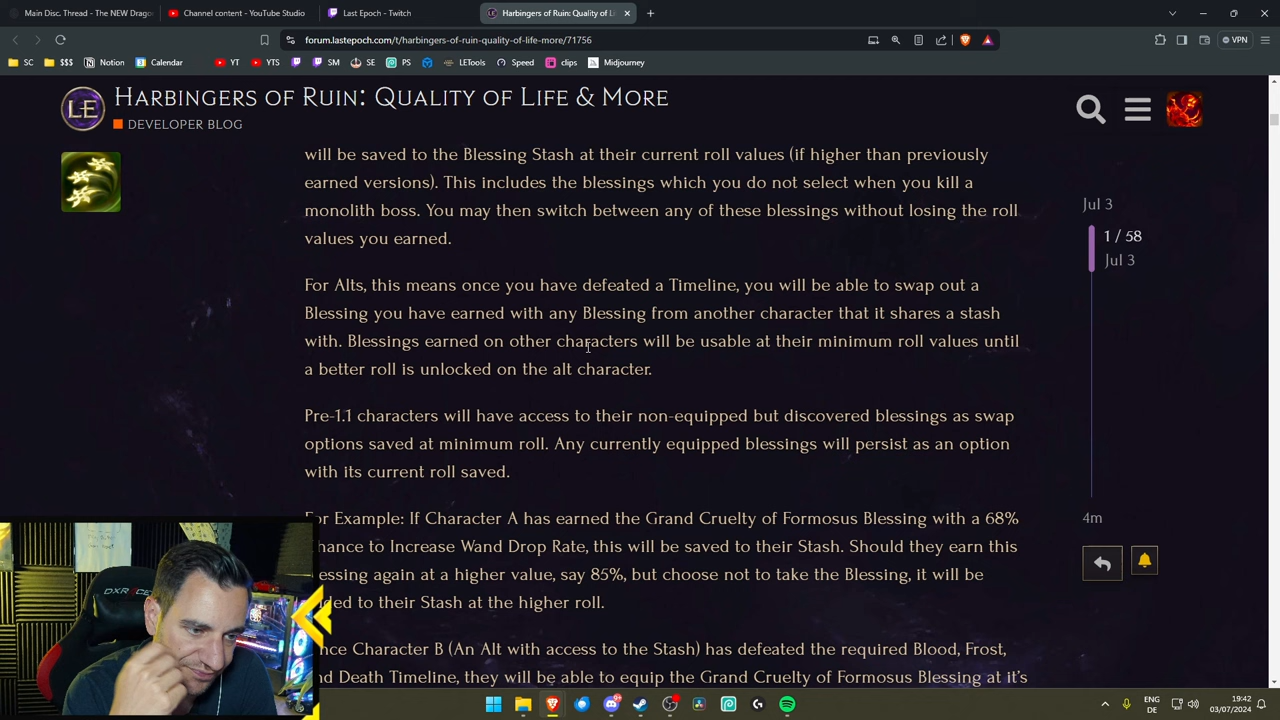 Main Disc. Thread - The NEW Drago
Channel content - YouTube Studio
Last Epoch - Twitch
Harbingers of Ruin: Quality of L
forum.lastepoch.com/t/harbingers-of-ruin-quality-of-life-more/71756
VPN
SC
$$$
Notion
Calendar
YT
YTS
SM
SE
PS
LETools
Speed
clips
Midjourney
LE
Harbingers of Ruin: Quality of Life & More
DEVELOPER BLOG
will be saved to the Blessing Stash at their current roll values (if higher than previously
earned versions). This includes the blessings which you do not select when you kill a
monolith boss. You may then switch between any of these blessings without losing the roll
values you earned.
For Alts, this means once you have defeated a Timeline, you will be able to swap out a
Blessing you have earned with any Blessing from another character that it shares a stash
with. Blessings earned on other characters will be usable at their minimum roll values until
a better roll is unlocked on the alt character.
Pre-1.1 characters will have access to their non-equipped but discovered blessings as swap
options saved at minimum roll. Any currently equipped blessings will persist as an option
with its current roll saved.
For Example: If Character A has earned the Grand Cruelty of Formosus Blessing with a 68%
Chance to Increase Wand Drop Rate, this will be saved to their Stash. Should they earn this
Blessing again at a higher value, say 85%, but choose not to take the Blessing, it will be
added to their Stash at the higher roll.
Once Character B (An Alt with access to the Stash) has defeated the required Blood, Frost,
and Death Timeline, they will be able to equip the Grand Cruelty of Formosus Blessing at it's
Jul 3
1 / 58
Jul 3
4m
DXRACER
ENG
DE
19:42
03/07/2024